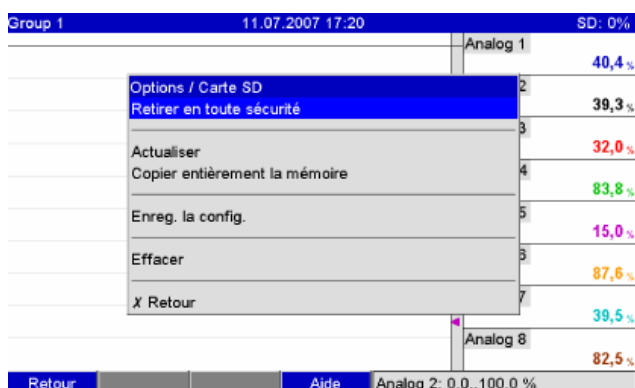 Group 1 11.07.2007 17:20 SD: 0%
Analog 1
40,4 %
Options / Carte SD
2
Retirer en toute sécurité
39,3 %
3
Actualiser
32,0 %
Copier entièrement la mémoire
4
83,8 %
Enreg. la config.
5
15,0 %
Effacer
6
87,6 %
X Retour
7
39,5 %
Analog 8
82,5 %
Retour Aide Analog 2: 0,0..100,0 %